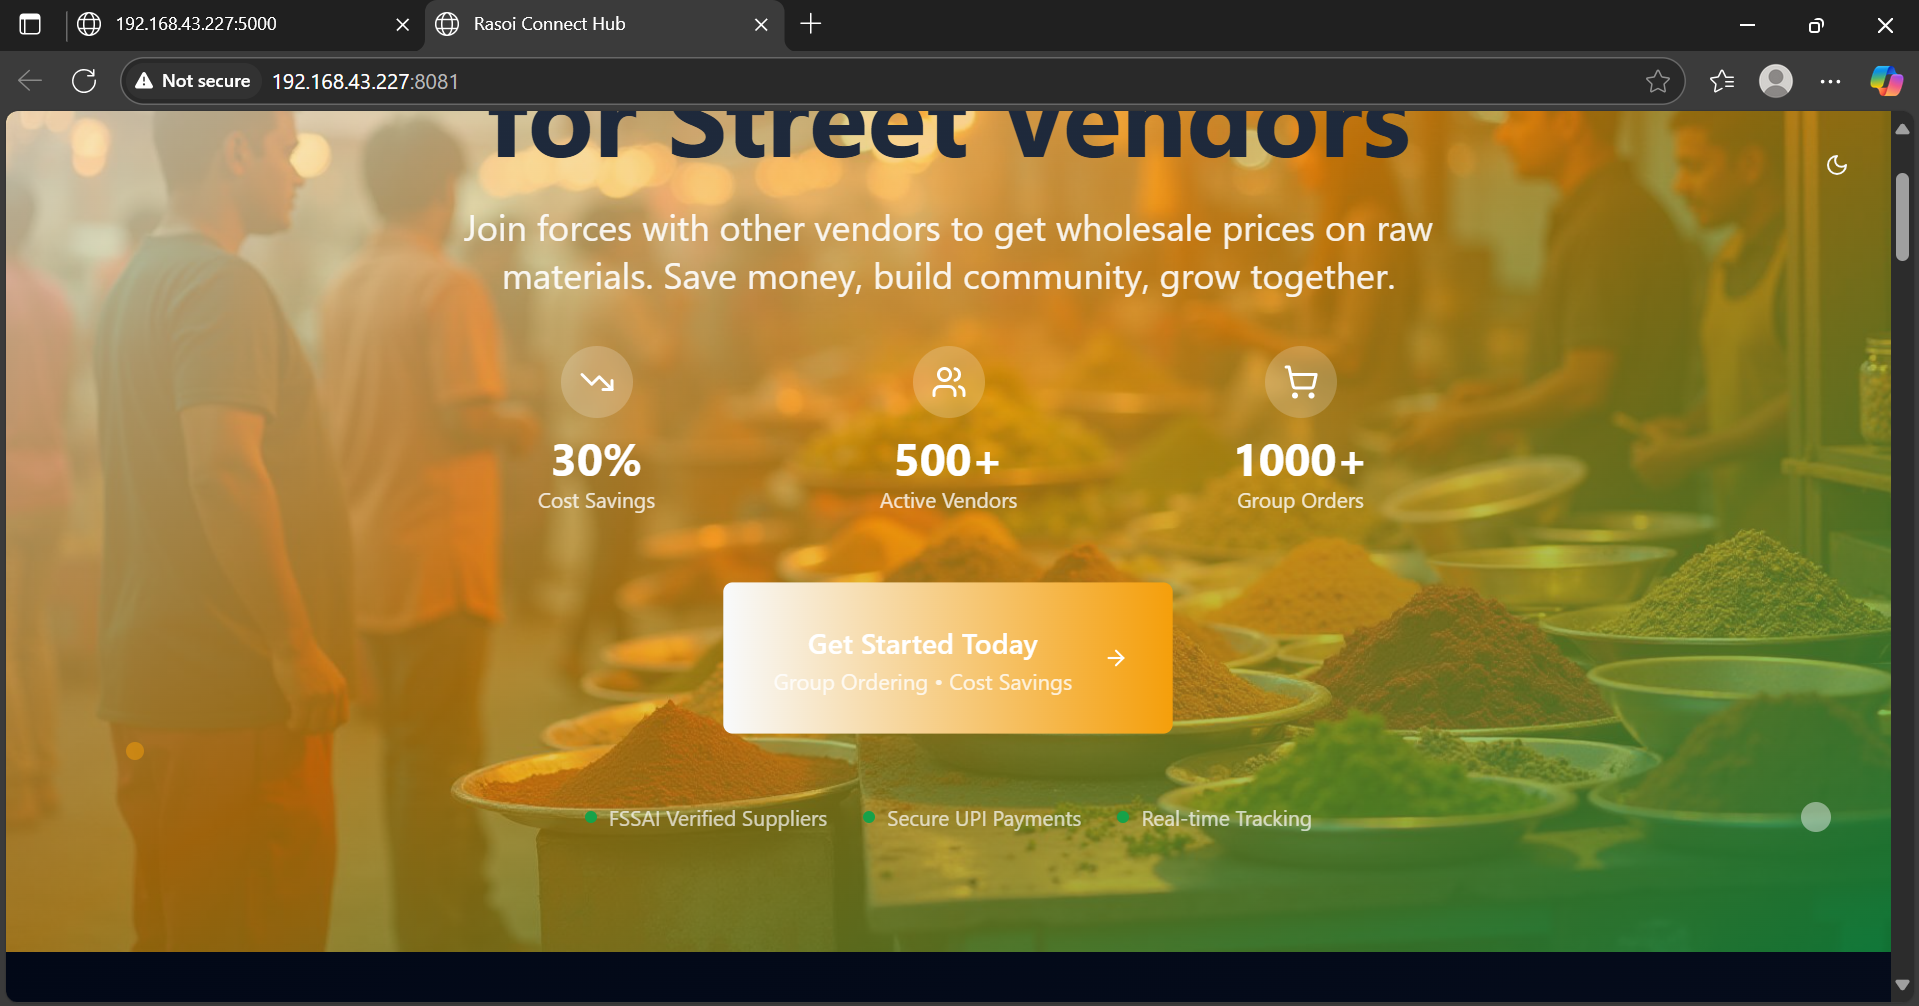 192.168.43.227:5000
Rasoi Connect Hub
Not secure
192.168.43.227:8081
for Street Vendors
Join forces with other vendors to get wholesale prices on raw
materials. Save money, build community, grow together.
30%
Cost Savings
500+
Active Vendors
1000+
Group Orders
Get Started Today
Group Ordering • Cost Savings
FSSAI Verified Suppliers
Secure UPI Payments
Real-time Tracking